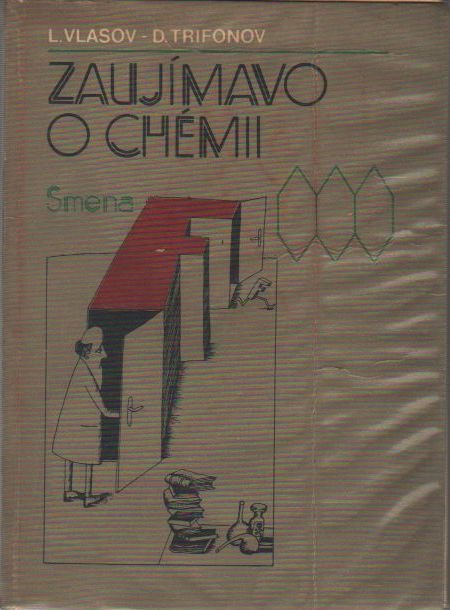 L. VLASOV - D. TRIFONOV
ZAUJÍMAVO
O CHÉMII
Smena